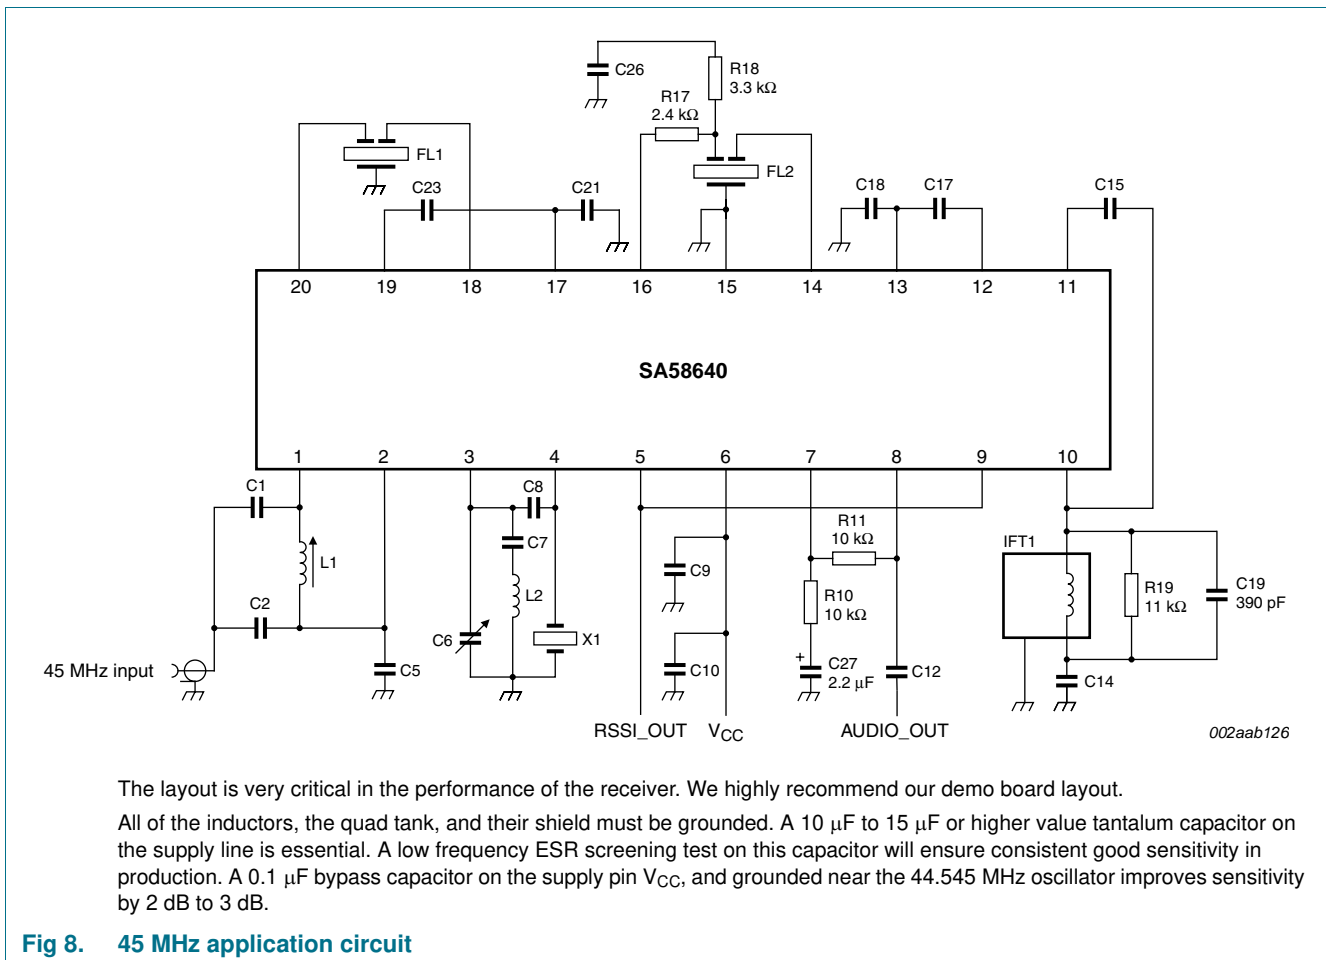 C26
R18
3.3 kΩ
R17
2.4 kΩ
FL1
FL2
C23
C21
C18
C17
C15
20 19 18 17 16 15 14 13 12 11
SA58640
1 2 3 4 5 6 7 8 9 10
C1
L1
C2
C5
45 MHz input
C8
C7
L2
C6
X1
C9
C10
R11
10 kΩ
R10
10 kΩ
+
C27
2.2 μF
C12
IFT1
R19
11 kΩ
C19
390 pF
C14
RSSI_OUT VCC AUDIO_OUT
002aab126
The layout is very critical in the performance of the receiver. We highly recommend our demo board layout.
All of the inductors, the quad tank, and their shield must be grounded. A 10 μF to 15 μF or higher value tantalum capacitor on
the supply line is essential. A low frequency ESR screening test on this capacitor will ensure consistent good sensitivity in
production. A 0.1 μF bypass capacitor on the supply pin VCC, and grounded near the 44.545 MHz oscillator improves sensitivity
by 2 dB to 3 dB.
Fig 8. 45 MHz application circuit